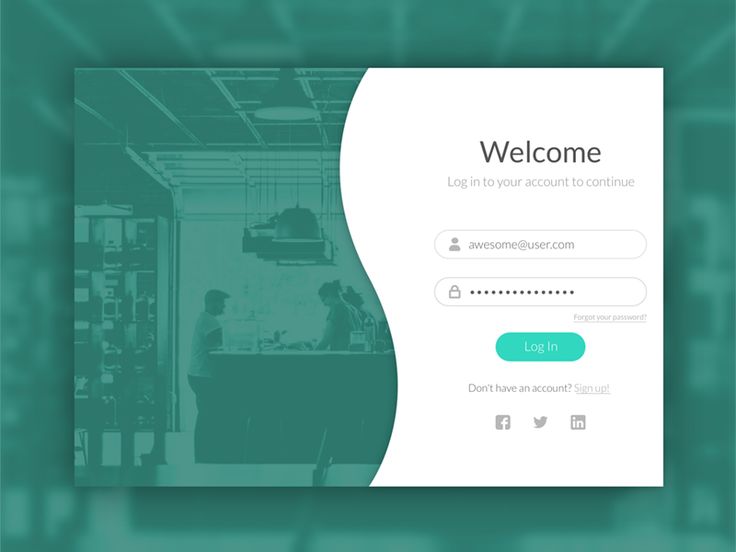 Welcome
Log in to your account to continue
awesome@user.com
•••••••••••••••
Forgot your password?
Log In
Don't have an account? Sign up!